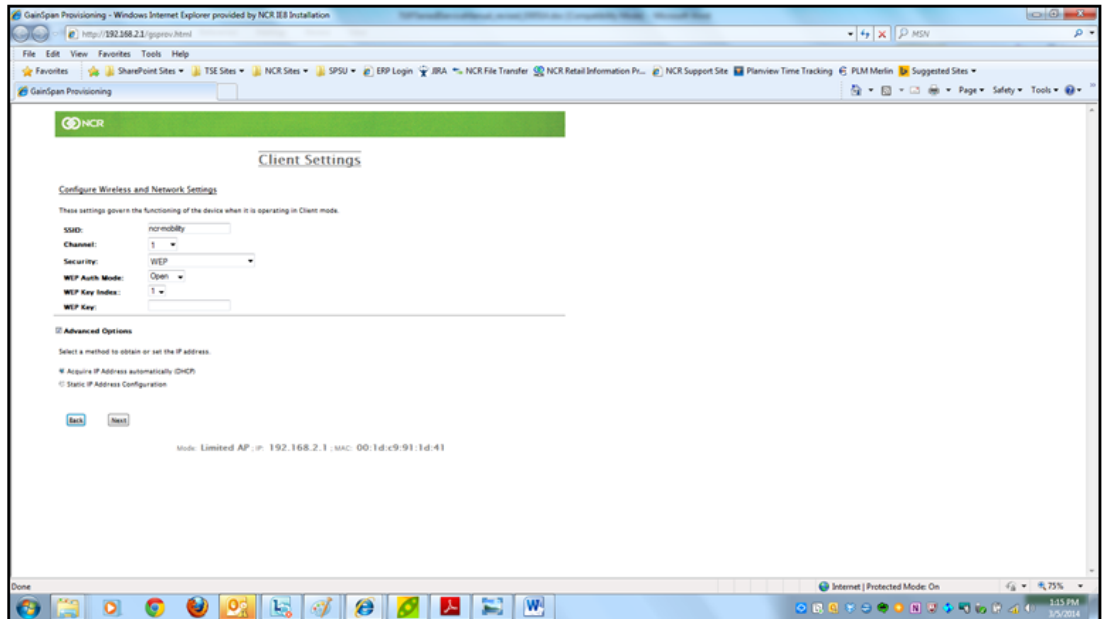 GainSpan Provisioning - Windows Internet Explorer provided by NCR IE8 Installation
http://192.168.2.1/gsprov.html
MSN
File Edit View Favorites Tools Help
Favorites SharePoint Sites TSE Sites NCR Sites SPSU ERP Login JIRA NCR File Transfer NCR Retail Information Pr... NCR Support Site Planview Time Tracking PLM Merlin Suggested Sites
GainSpan Provisioning Page Safety Tools
NCR
Client Settings
Configure Wireless and Network Settings
These settings govern the functioning of the device when it is operating in Client mode.
SSID: ncr-mobility
Channel: 1
Security: WEP
WEP Auth Mode: Open
WEP Key Index: 1
WEP Key:
Advanced Options
Select a method to obtain or set the IP address.
Acquire IP Address automatically (DHCP)
Static IP Address Configuration
Back Next
Mode: Limited AP ; IP: 192.168.2.1 ; MAC: 00:1d:c9:91:1d:41
Done Internet | Protected Mode: On 75%
1:15 PM
3/5/2014